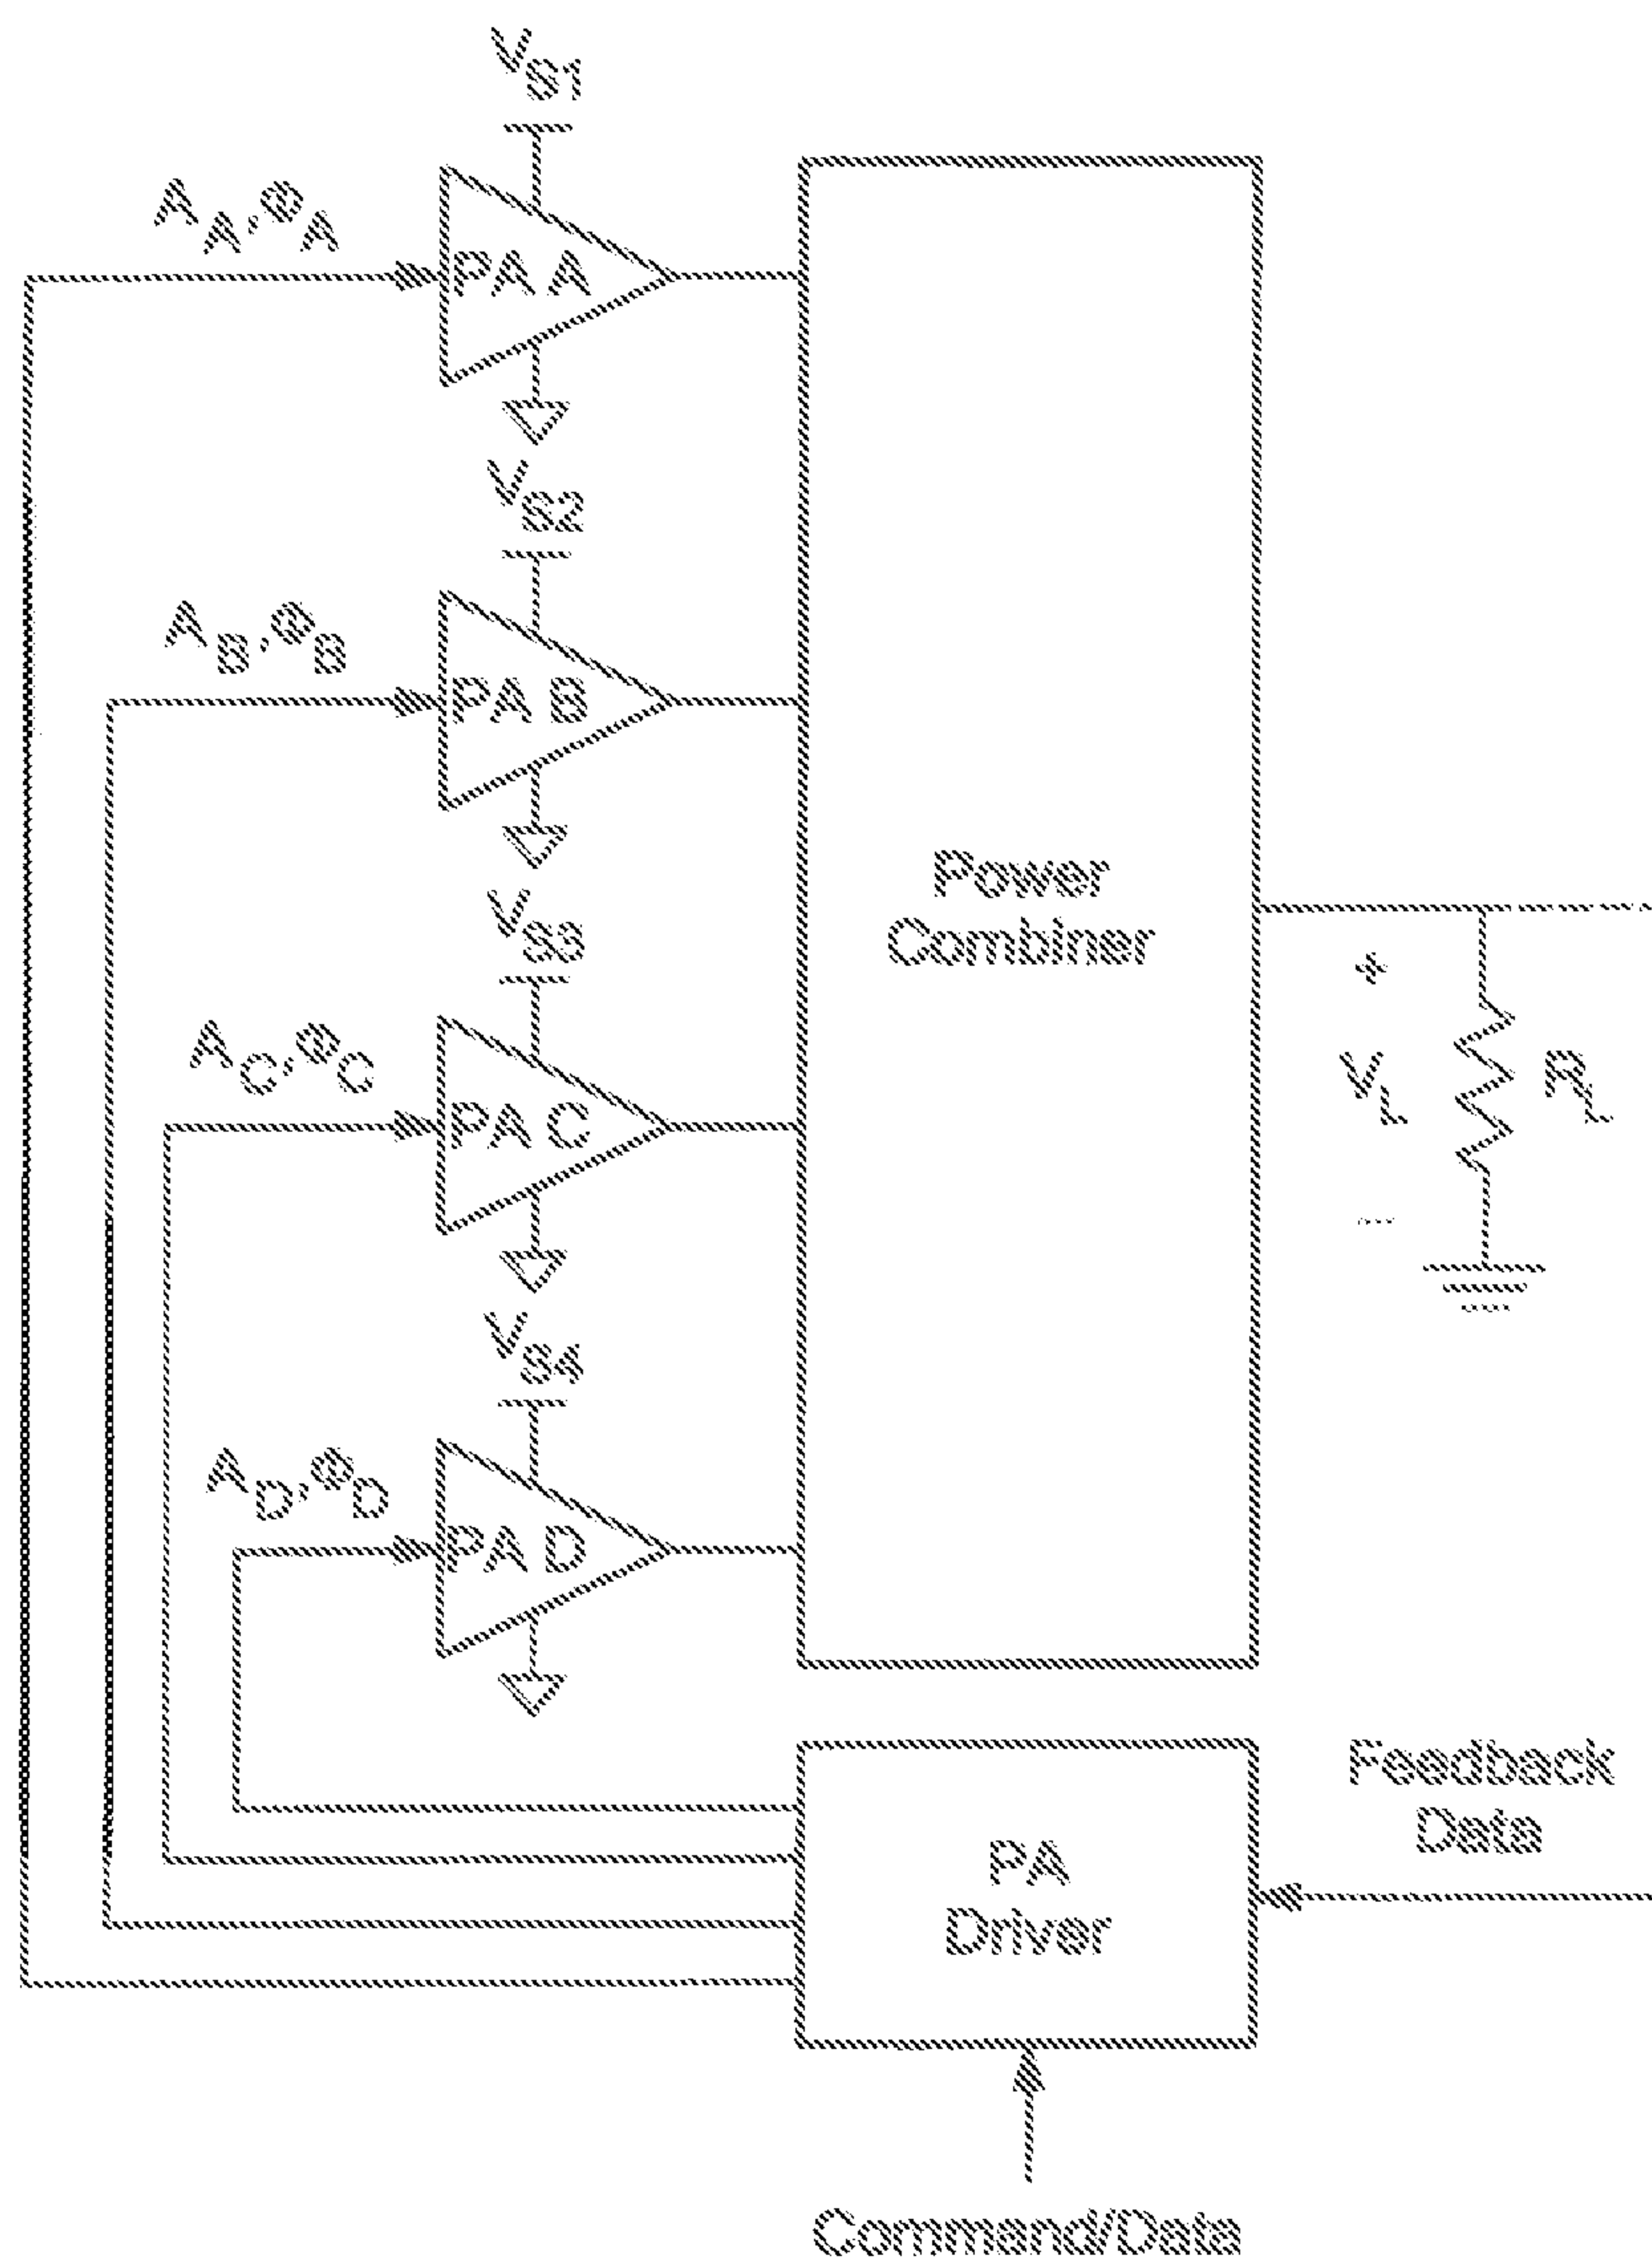 V_S1
A_A,Φ_A
PA A
V_S2
A_B,Φ_B
PA B
V_S3
A_C,Φ_C
PA C
V_S4
A_D,Φ_D
PA D
Power
Combiner
+
V_L
R_L
−
PA
Driver
Feedback
Data
Command/Data